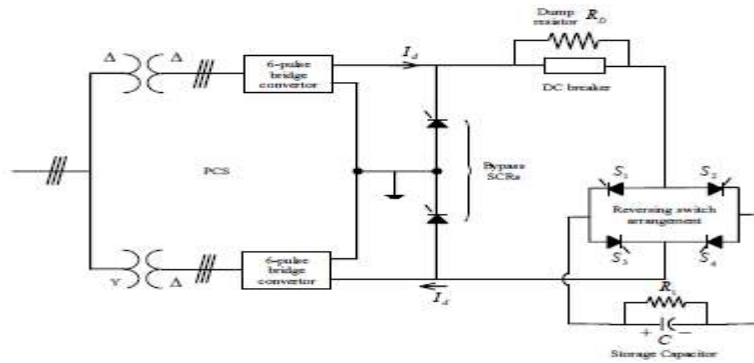 Dump
resistor R_D
Δ Δ
6-pulse
bridge
convertor
I_d
DC breaker
PCS
Bypass
SCRs
S_1 S_2
Reversing switch
arrangement
S_3 S_4
Y Δ
6-pulse
bridge
convertor
I_d
+ C −
Storage Capacitor